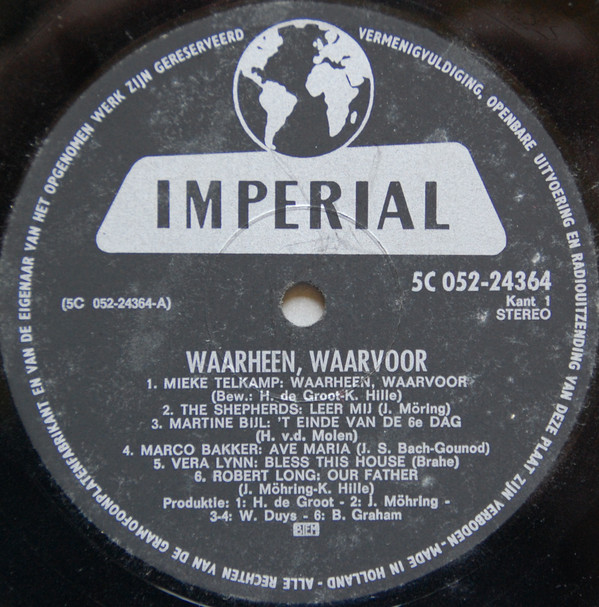 ALLE RECHTEN VAN DE GRAMOFOONPLATENFABRIKANT EN VAN DE EIGENAAR VAN HET OPGENOMEN WERK ZIJN GERESERVEERD
VERMENIGVULDIGING, OPENBARE UITVOERING EN RADIOUITZENDING VAN DEZE PLAAT ZIJN VERBODEN - MADE IN HOLLAND -
IMPERIAL
5C 052-24364
(5C 052-24364-A)
Kant 1
STEREO
WAARHEEN, WAARVOOR
1. MIEKE TELKAMP: WAARHEEN, WAARVOOR
(Bew.: H. de Groot-K. Hille)
2. THE SHEPHERDS: LEER MIJ (J. Möring)
3. MARTINE BIJL: 'T EINDE VAN DE 6e DAG
(H. v.d. Molen)
4. MARCO BAKKER: AVE MARIA (J. S. Bach-Gounod)
5. VERA LYNN: BLESS THIS HOUSE (Brahe)
6. ROBERT LONG: OUR FATHER
(J. Möhring-K. Hille)
Produktie: 1: H. de Groot - 2: J. Möhring -
3-4: W. Duys - 6: B. Graham
BIEM